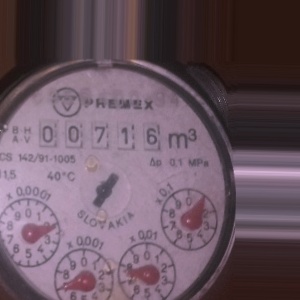 PREMEX
B H
A V
00716 m³
CS 142/91-1005
Δp 0,1 MPa
40°C
SLOVAKIA
x 0,0001
x 0,001
x 0,01
x 0,1